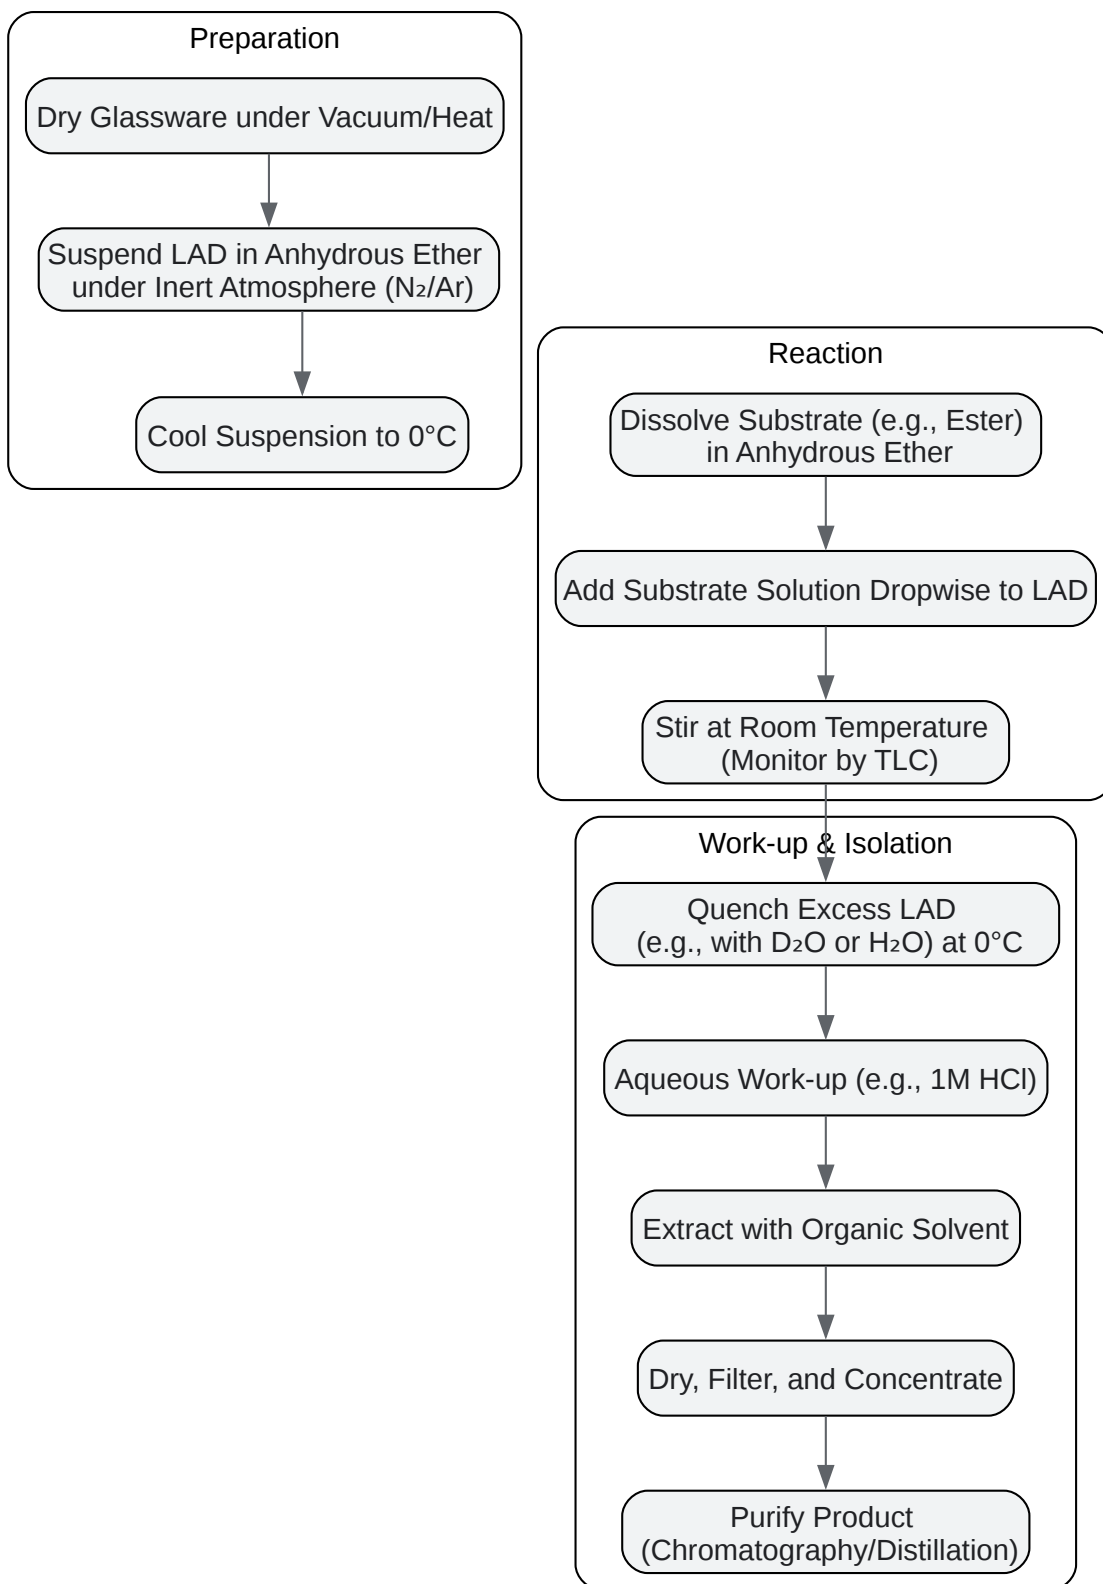 Preparation
Dry Glassware under Vacuum/Heat
Suspend LAD in Anhydrous Ether
under Inert Atmosphere (N₂/Ar)
Cool Suspension to 0°C
Reaction
Dissolve Substrate (e.g., Ester)
in Anhydrous Ether
Add Substrate Solution Dropwise to LAD
Stir at Room Temperature
(Monitor by TLC)
Work-up & Isolation
Quench Excess LAD
(e.g., with D₂O or H₂O) at 0°C
Aqueous Work-up (e.g., 1M HCl)
Extract with Organic Solvent
Dry, Filter, and Concentrate
Purify Product
(Chromatography/Distillation)